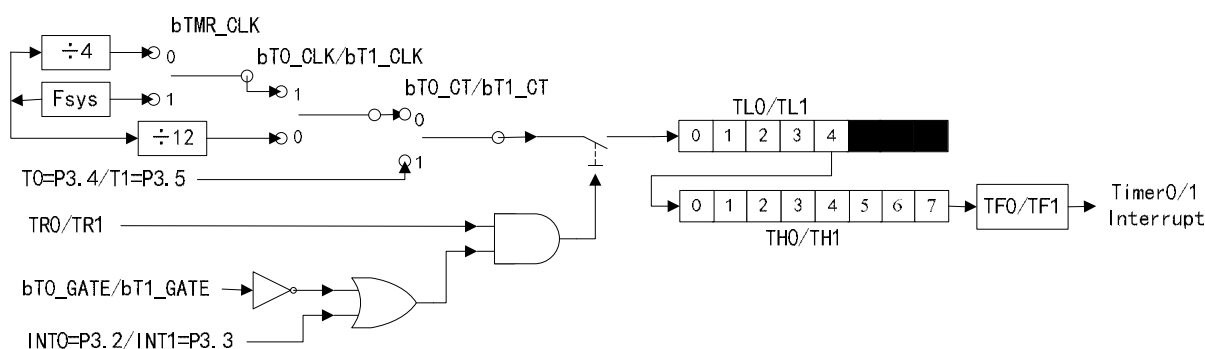 bTMR_CLK
÷4
0
bT0_CLK/bT1_CLK
Fsys
1
1
bT0_CT/bT1_CT
0
÷12
0
TL0/TL1
0 1 2 3 4
1
T0=P3.4/T1=P3.5
0 1 2 3 4 5 6 7
TF0/TF1
Timer0/1
Interrupt
TH0/TH1
TR0/TR1
bT0_GATE/bT1_GATE
INT0=P3.2/INT1=P3.3